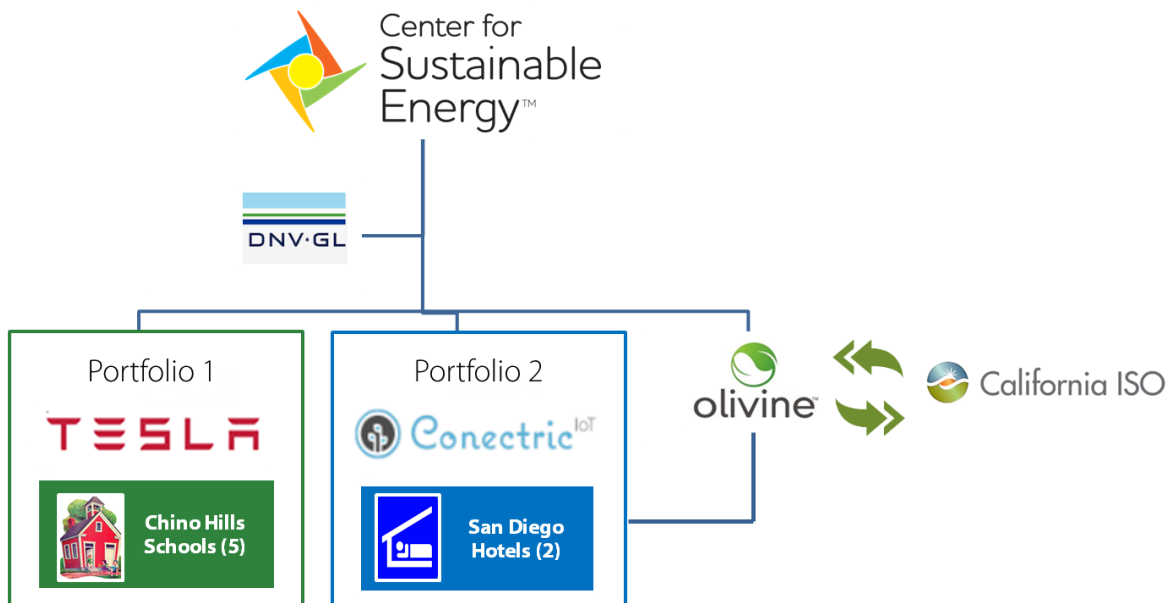 Center for
Sustainable
Energy™
DNV·GL
Portfolio 1
TESLA
Chino Hills
Schools (5)
Portfolio 2
Conectric IoT
San Diego
Hotels (2)
olivine™
California ISO